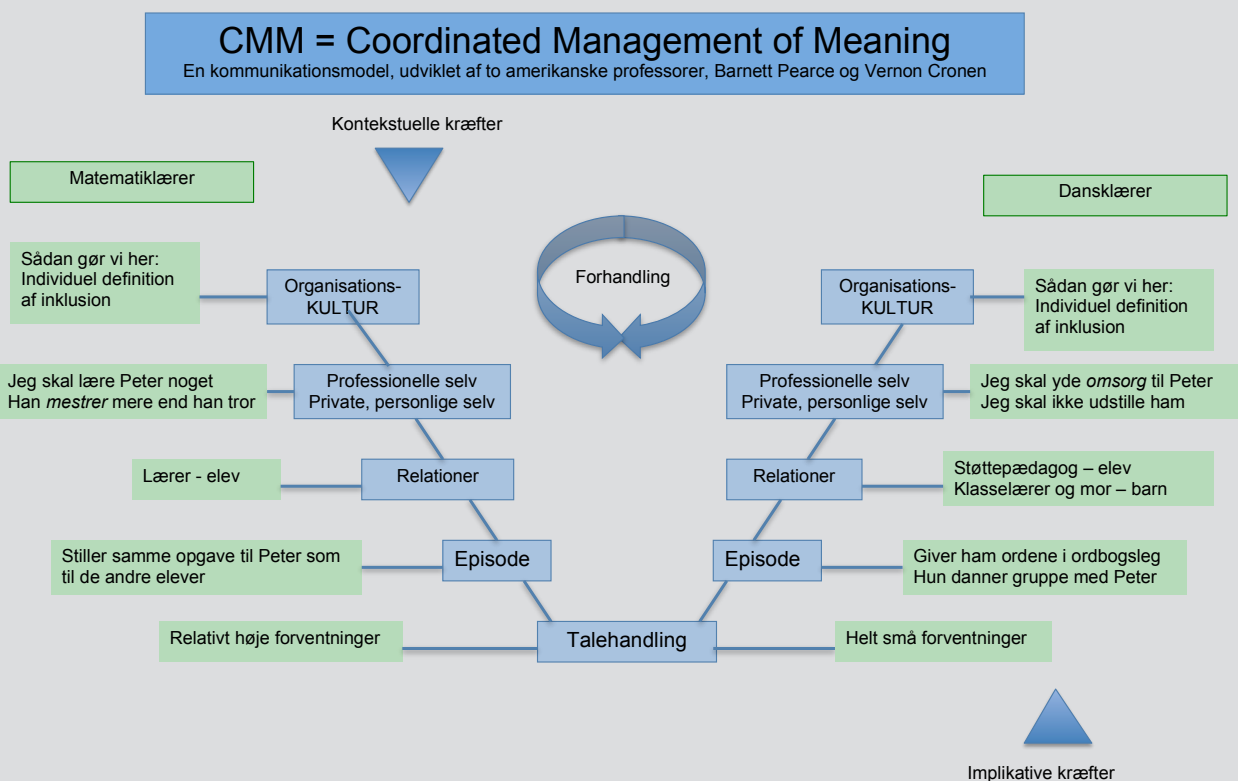 CMM = Coordinated Management of Meaning
En kommunikationsmodel, udviklet af to amerikanske professorer, Barnett Pearce og Vernon Cronen
Kontekstuelle kræfter
Matematiklærer
Dansklærer
Forhandling
Sådan gør vi her:
Individuel definition
af inklusion
Organisations-
KULTUR
Organisations-
KULTUR
Sådan gør vi her:
Individuel definition
af inklusion
Jeg skal lære Peter noget
Han mestrer mere end han tror
Professionelle selv
Private, personlige selv
Professionelle selv
Private, personlige selv
Jeg skal yde omsorg til Peter
Jeg skal ikke udstille ham
Lærer - elev
Relationer
Relationer
Støttepædagog – elev
Klasselærer og mor – barn
Stiller samme opgave til Peter som
til de andre elever
Episode
Episode
Giver ham ordene i ordbogsleg
Hun danner gruppe med Peter
Relativt høje forventninger
Talehandling
Helt små forventninger
Implikative kræfter